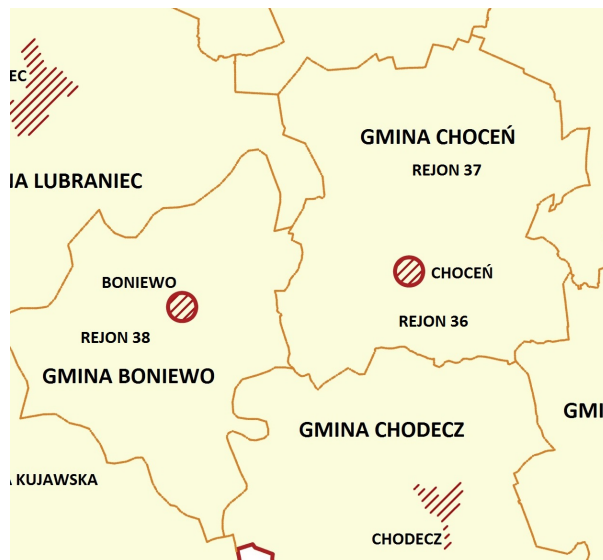 EC
GMINA CHOCEŃ
REJON 37
IA LUBRANIEC
BONIEWO
CHOCEŃ
REJON 38
REJON 36
GMINA BONIEWO
GMI
GMINA CHODECZ
KUJAWSKA
CHODECZ